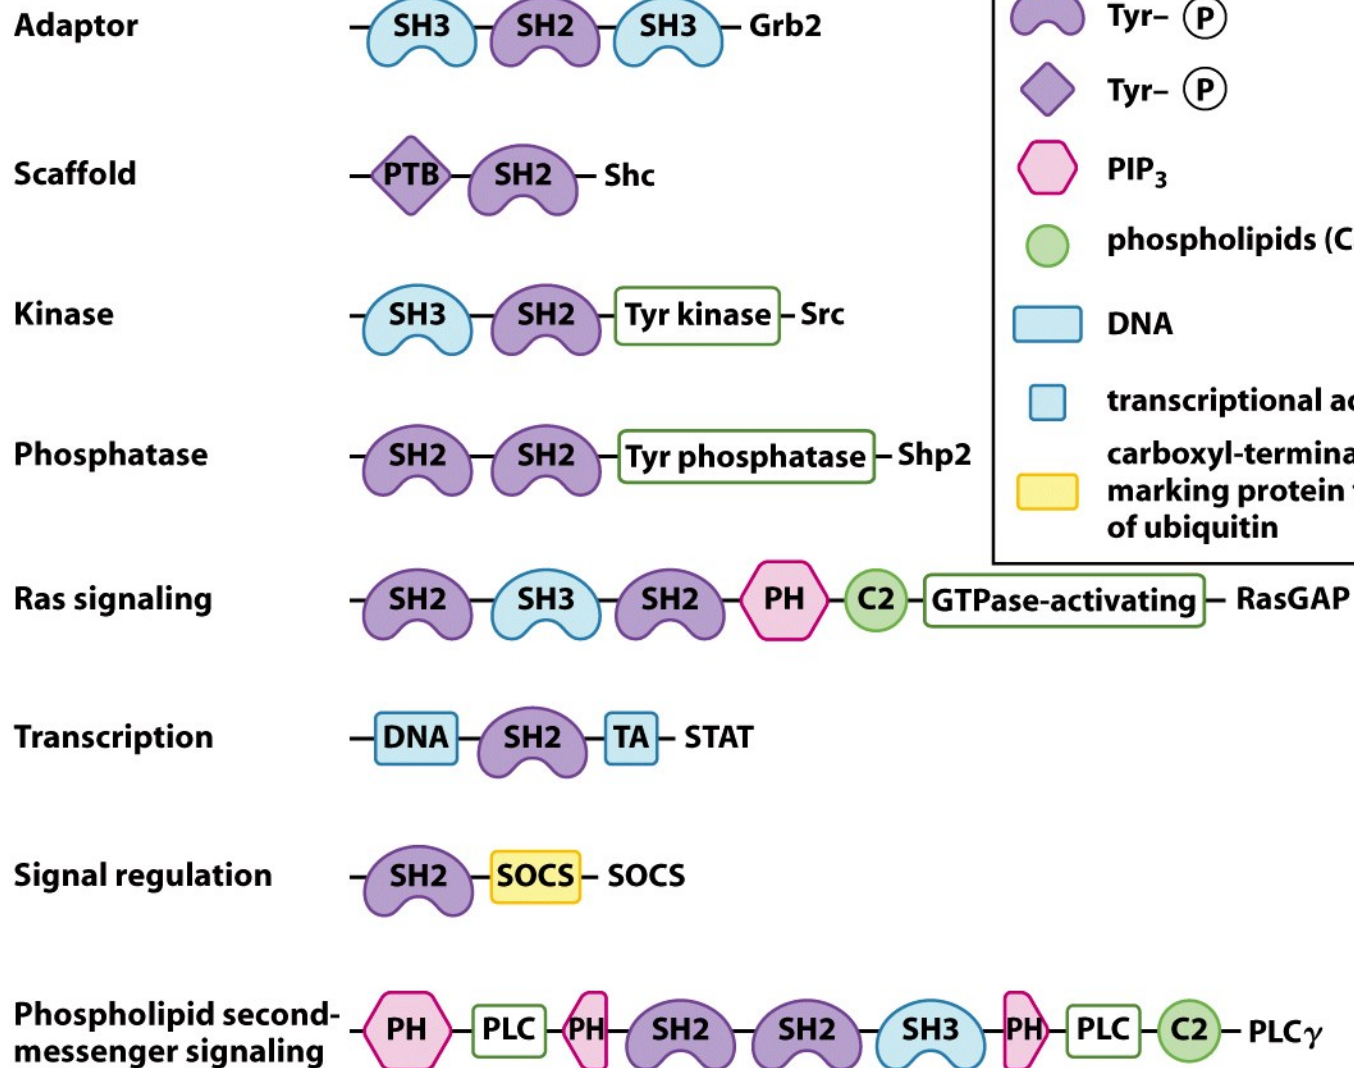 Adaptor
SH3 SH2 SH3 Grb2
Scaffold
PTB SH2 Shc
Kinase
SH3 SH2 Tyr kinase Src
Phosphatase
SH2 SH2 Tyr phosphatase Shp2
Ras signaling
SH2 SH3 SH2 PH C2 GTPase-activating RasGAP
Transcription
DNA SH2 TA STAT
Signal regulation
SH2 SOCS SOCS
Phospholipid second-
messenger signaling
PH PLC PH SH2 SH2 SH3 PH PLC C2 PLCγ
Tyr– P
Tyr– P
PIP3
phospholipids (C
DNA
transcriptional
carboxyl-termina
marking protein
of ubiquitin